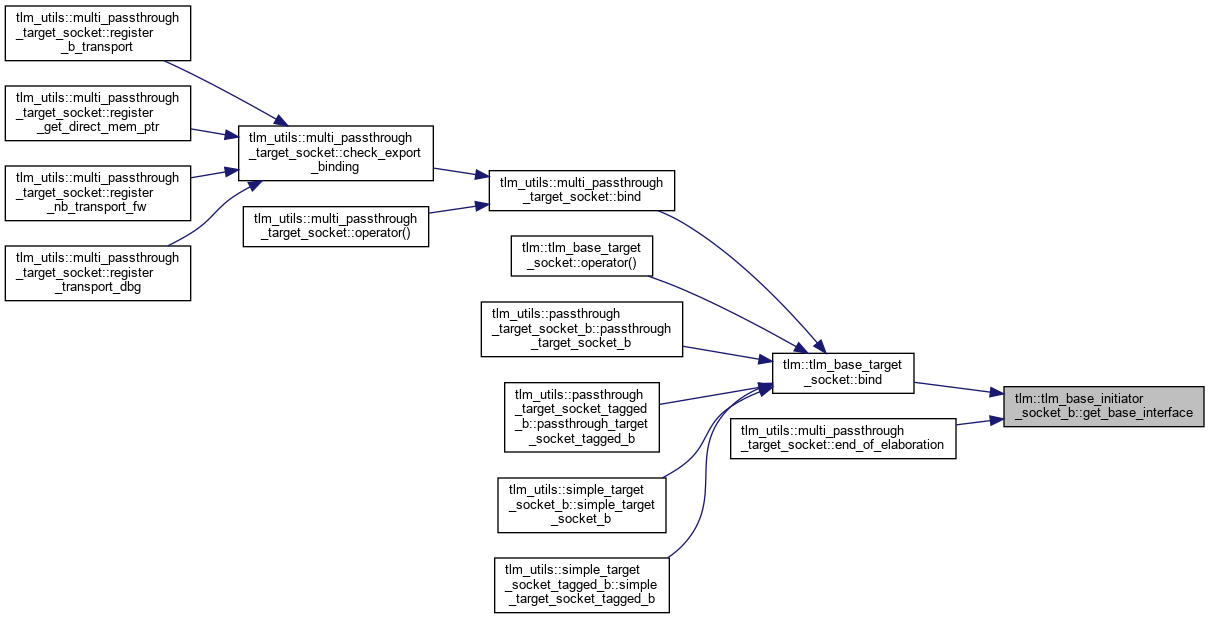 tlm_utils::multi_passthrough
_target_socket::register
_b_transport
tlm_utils::multi_passthrough
_target_socket::register
_get_direct_mem_ptr
tlm_utils::multi_passthrough
_target_socket::register
_nb_transport_fw
tlm_utils::multi_passthrough
_target_socket::register
_transport_dbg
tlm_utils::multi_passthrough
_target_socket::check_export
_binding
tlm_utils::multi_passthrough
_target_socket::operator()
tlm_utils::multi_passthrough
_target_socket::bind
tlm::tlm_base_target
_socket::operator()
tlm_utils::passthrough
_target_socket_b::passthrough
_target_socket_b
tlm_utils::passthrough
_target_socket_tagged
_b::passthrough_target
_socket_tagged_b
tlm_utils::simple_target
_socket_b::simple_target
_socket_b
tlm_utils::simple_target
_socket_tagged_b::simple
_target_socket_tagged_b
tlm::tlm_base_target
_socket::bind
tlm_utils::multi_passthrough
_target_socket::end_of_elaboration
tlm::tlm_base_initiator
_socket_b::get_base_interface